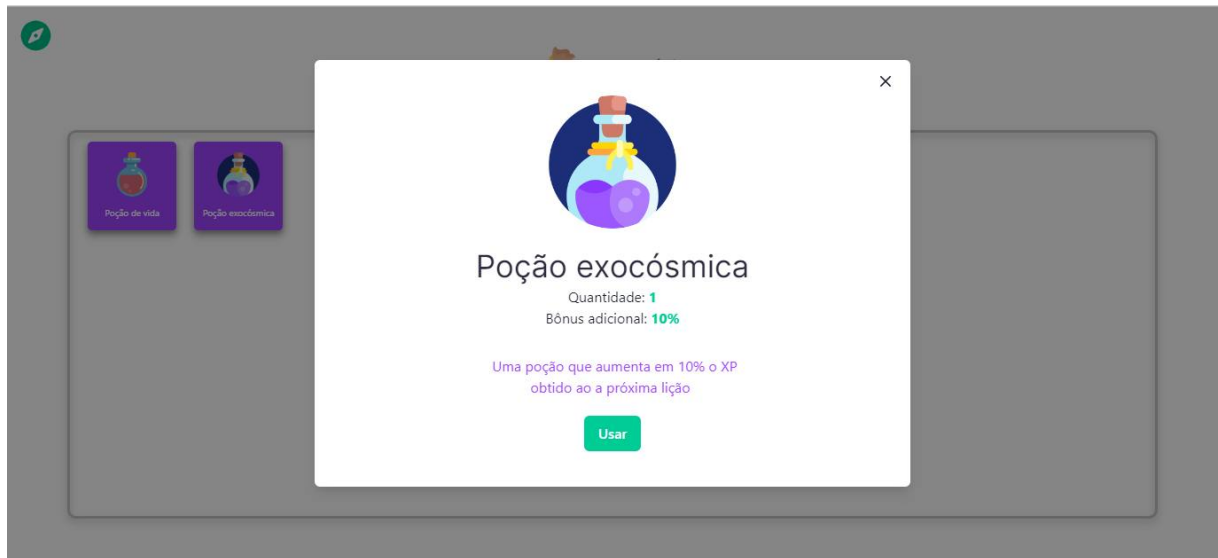 Poção de vida
Poção exocósmica
Poção exocósmica
Quantidade: 1
Bônus adicional: 10%
Uma poção que aumenta em 10% o XP
obtido ao a próxima lição
Usar